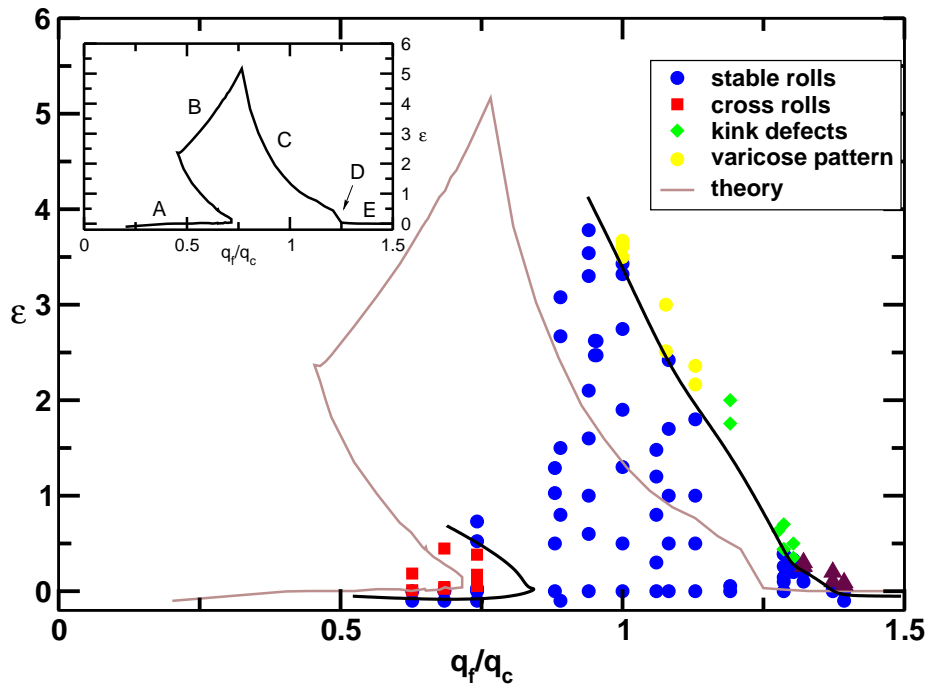 6
5
4
3
2
1
0
ε
0
0.5
1
1.5
q_f/q_c
6
5
4
3
2
1
0
ε
0
0.5
1
1.5
q_f/q_c
A
B
C
D
E
stable rolls
cross rolls
kink defects
varicose pattern
theory